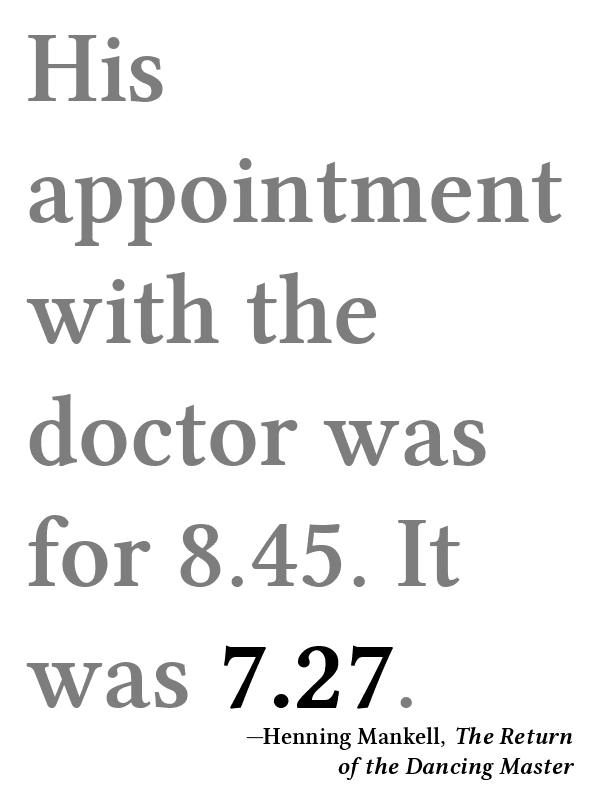 His
appointment
with the
doctor was
for 8.45. It
was 7.27.
—Henning Mankell, The Return
of the Dancing Master